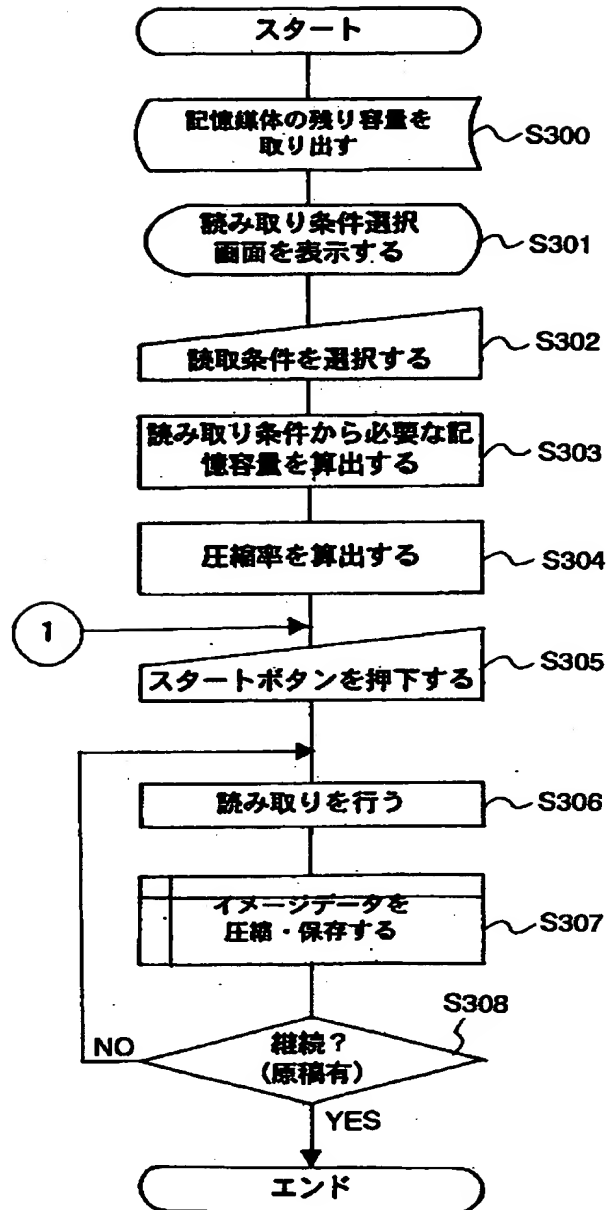 スタート
記憶媒体の残り容量を
取り出す
S300
読み取り条件選択
画面を表示する
S301
読取条件を選択する
S302
読み取り条件から必要な記
憶容量を算出する
S303
圧縮率を算出する
S304
1
スタートボタンを押下する
S305
読み取りを行う
S306
イメージデータを
圧縮・保存する
S307
継続？
(原稿有)
S308
NO
YES
エンド